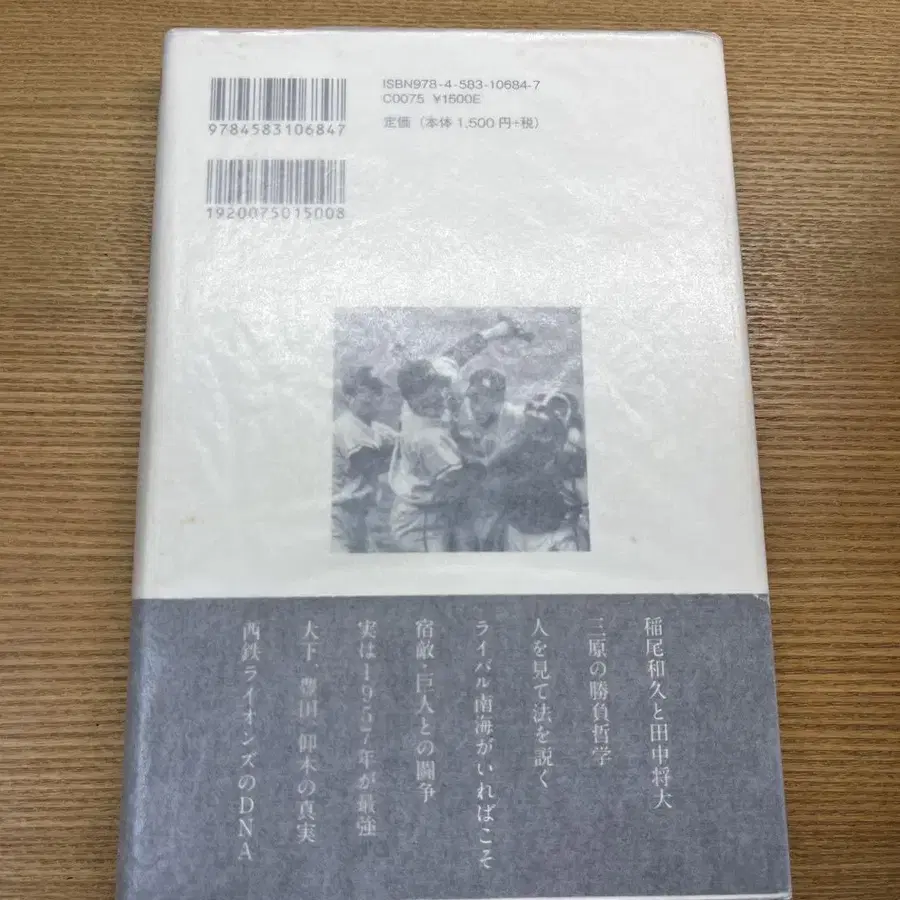 ISBN978-4-583-10684-7
C0075 ¥1500E
定価（本体1,500円+税）
9784583106847
1920075015008
稲尾和久と田中将大
三原の勝負哲学
人を見て法を説く
ライバル南海がいればこそ
宿敵・巨人との闘争
実は1957年が最強
大下、豊田、仰木の真実
西鉄ライオンズのDNA